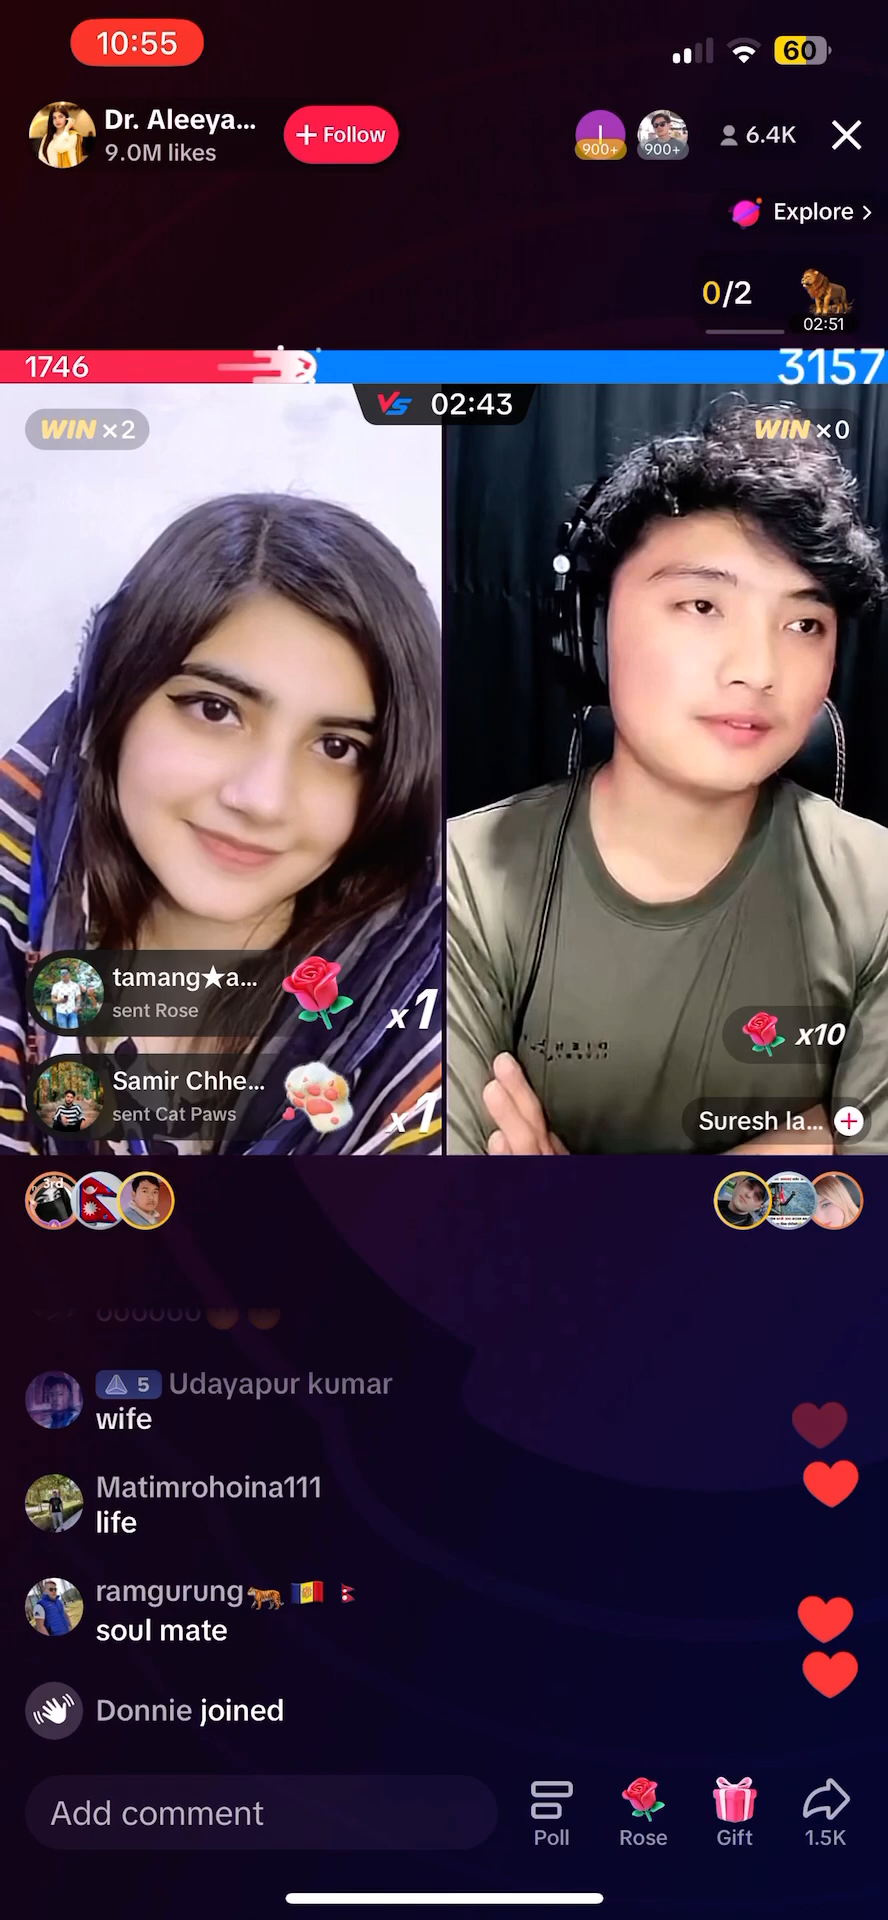 10:55
60
Dr. Aleeya...
9.0M likes
+ Follow
900+
900+
6.4K
Explore >
0/2
02:51
1746
3157
VS 02:43
WIN x2
WIN x0
tamang★a...
sent Rose
x1
Samir Chhe...
sent Cat Paws
x1
x10
Suresh la...
3rd
5 Udayapur kumar
wife
Matimrohoina111
life
ramgurung🐅 🇦🇩 🇳🇵
soul mate
Donnie joined
Add comment
Poll
Rose
Gift
1.5K